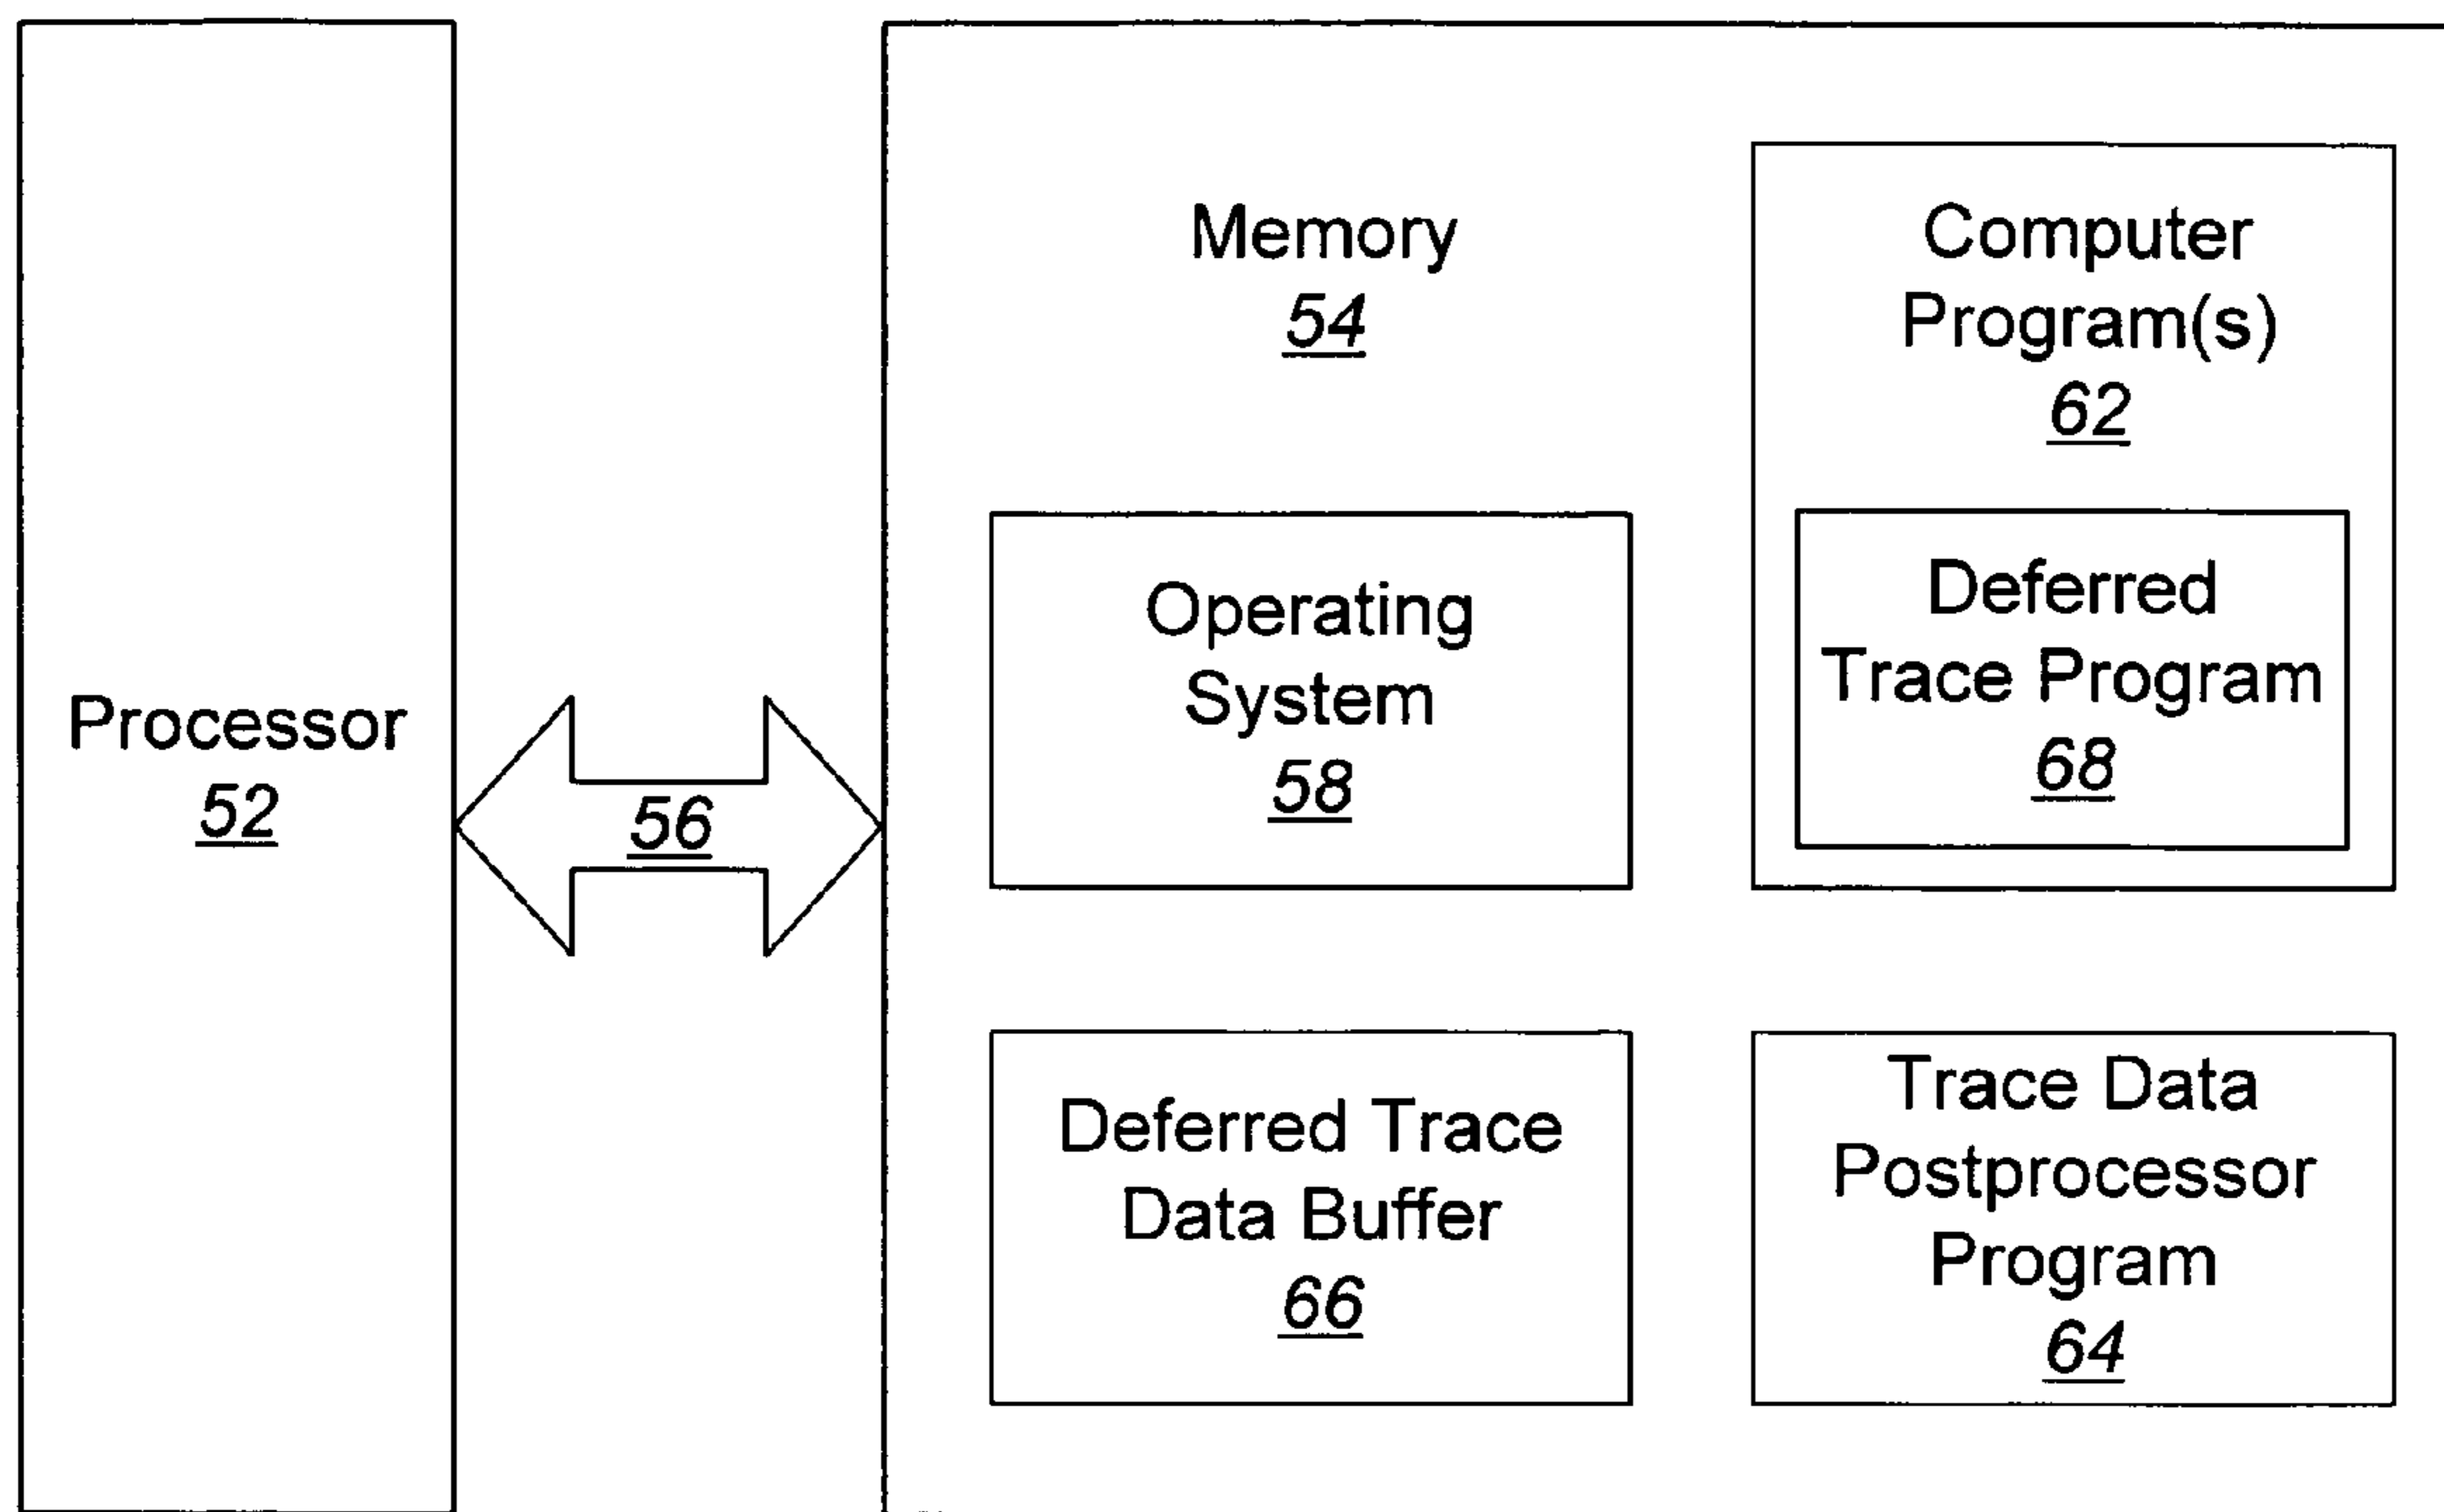 Processor
52
56
Memory
54
Operating
System
58
Computer
Program(s)
62
Deferred
Trace Program
68
Deferred Trace
Data Buffer
66
Trace Data
Postprocessor
Program
64